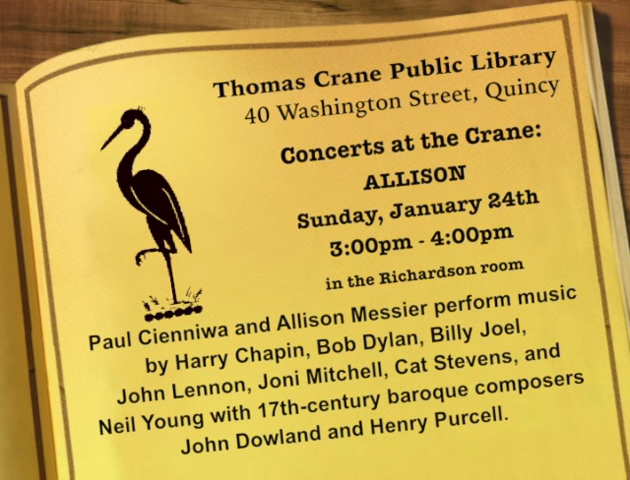 Thomas Crane Public Library
40 Washington Street, Quincy
Concerts at the Crane:
ALLISON
Sunday, January 24th
3:00pm - 4:00pm
in the Richardson room
Paul Cienniwa and Allison Messier perform music
by Harry Chapin, Bob Dylan, Billy Joel,
John Lennon, Joni Mitchell, Cat Stevens, and
Neil Young with 17th-century baroque composers
John Dowland and Henry Purcell.